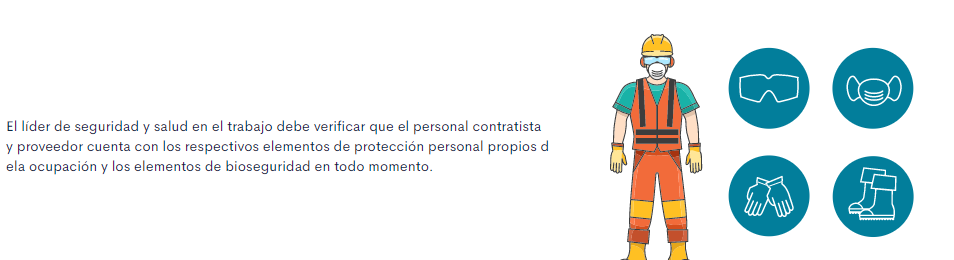 El líder de seguridad y salud en el trabajo debe verificar que el personal contratista
y proveedor cuenta con los respectivos elementos de protección personal propios d
ela ocupación y los elementos de bioseguridad en todo momento.